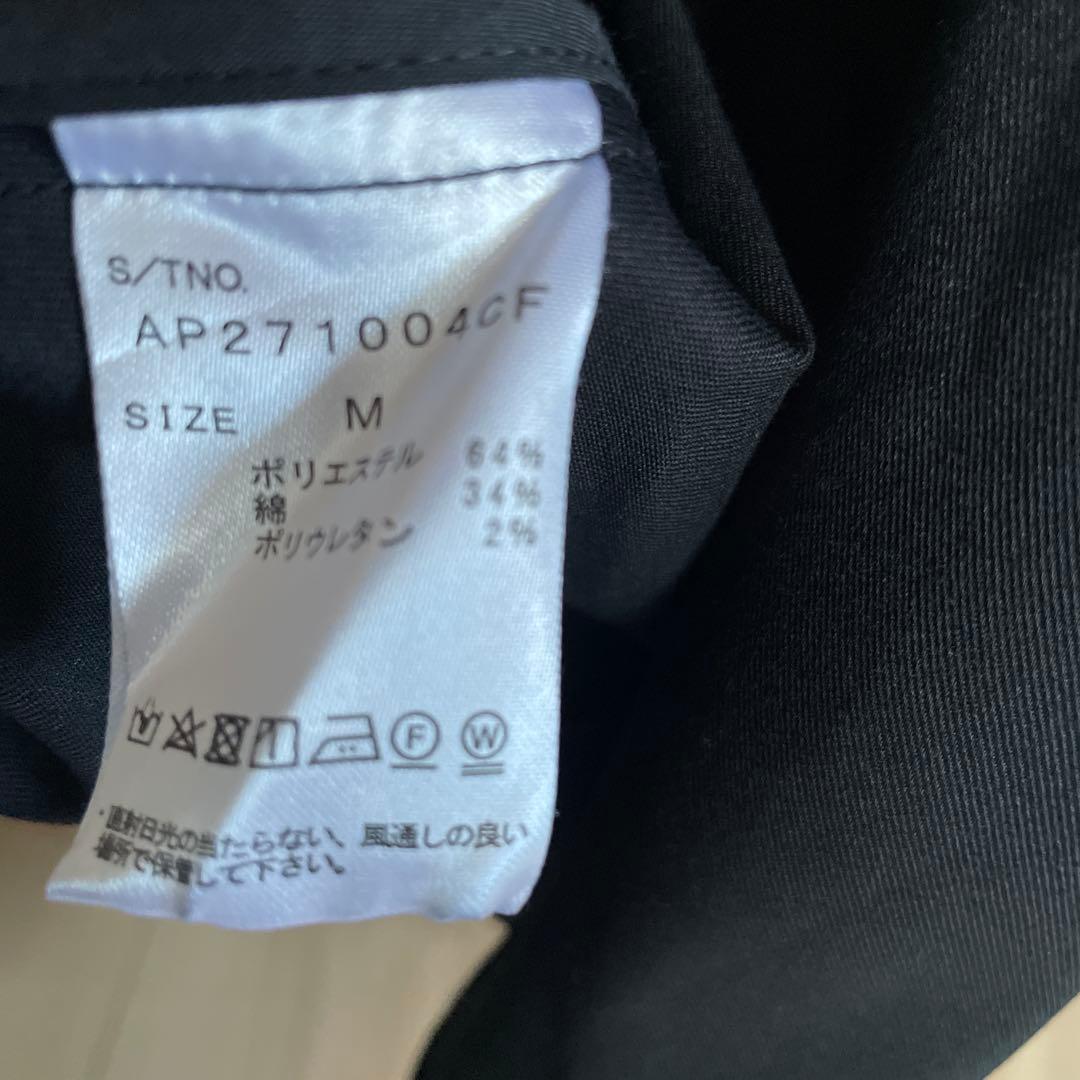 S/TNO.
AP271004CF
SIZE M
ポリエステル 64%
綿 34%
ポリウレタン 2%
F W
・直射日光の当たらない、風通しの良い
場所で保管して下さい。